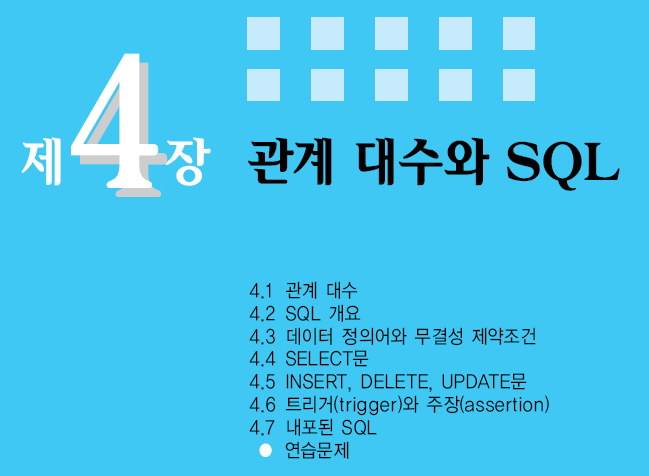 제4장 관계 대수와 SQL
4.1 관계 대수
4.2 SQL 개요
4.3 데이터 정의어와 무결성 제약조건
4.4 SELECT문
4.5 INSERT, DELETE, UPDATE문
4.6 트리거(trigger)와 주장(assertion)
4.7 내포된 SQL
● 연습문제